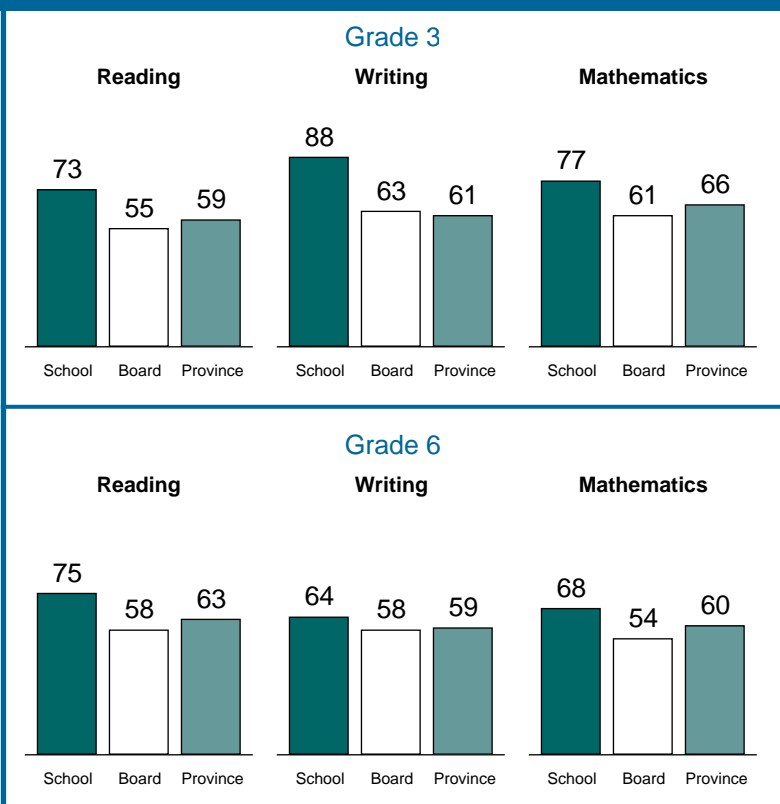 Grade 3
Reading Writing Mathematics
73 55 59 88 63 61 77 61 66
School Board Province School Board Province School Board Province
Grade 6
Reading Writing Mathematics
75 58 63 64 58 59 68 54 60
School Board Province School Board Province School Board Province